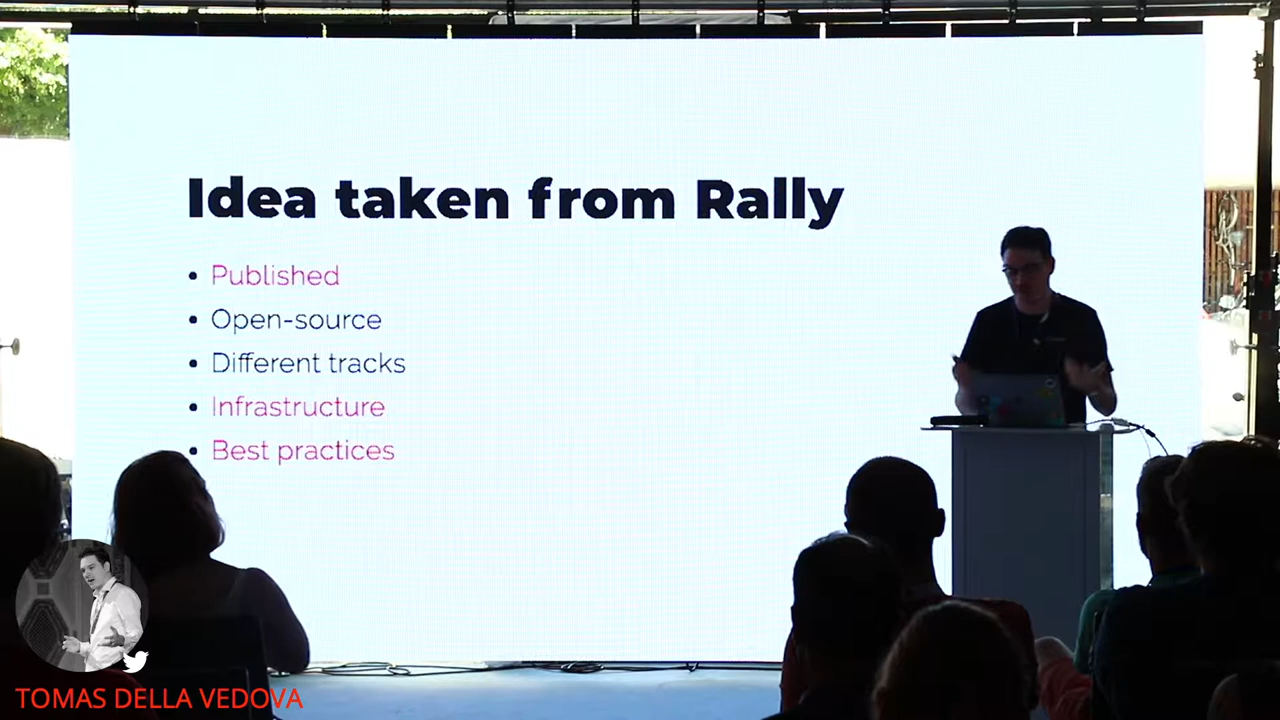 Idea taken from Rally
• Published
• Open-source
• Different tracks
• Infrastructure
• Best practices
TOMAS DELLA VEDOVA